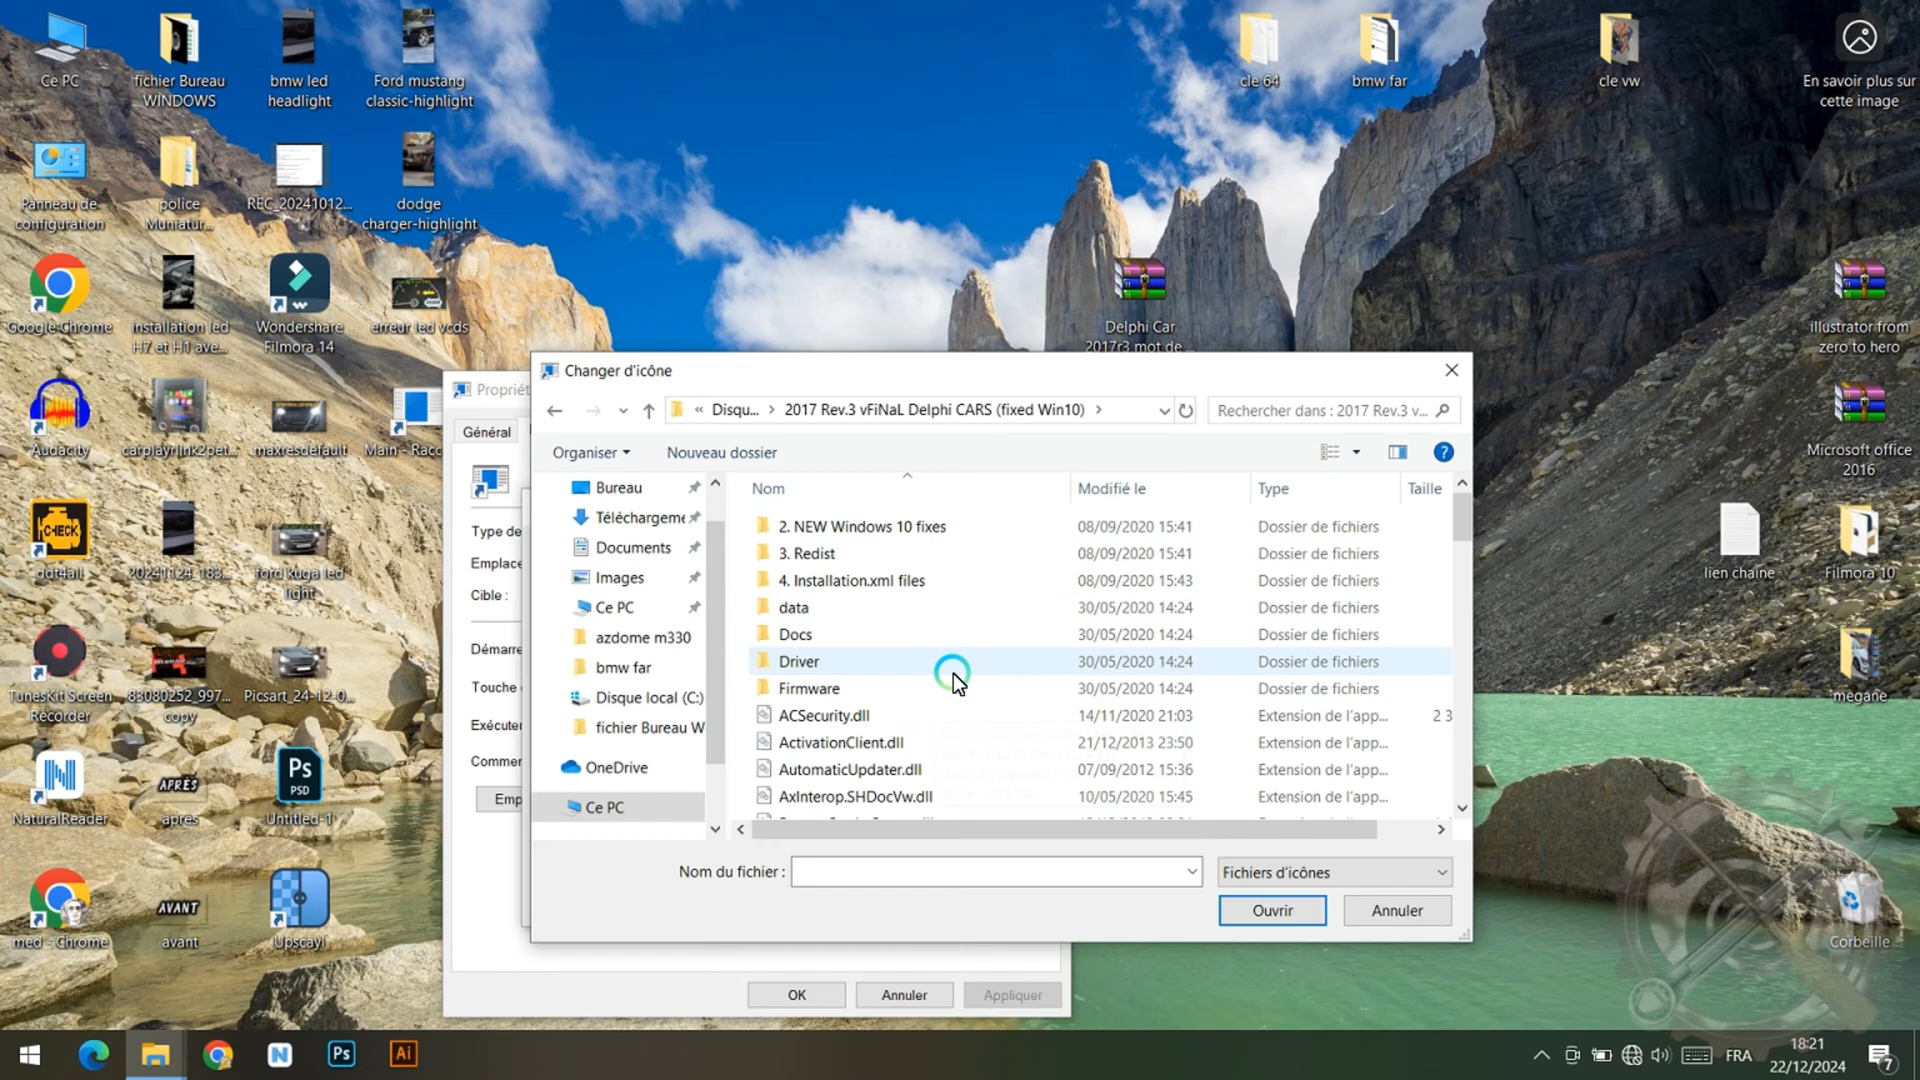 Ce PC
fichier Bureau
WINDOWS
bmw led
headlight
Ford mustang
classic-highlight
cle 64
bmw far
cle vw
En savoir plus sur
cette image
Panneau de
configuration
police
Muniatur...
REC_20241012...
dodge
charger-highlight
Google Chrome
installation led
H7 et H1 ave...
Wondershare
Filmora 14
erreur led vcds
Delphi Car
2017r3 mot de...
illustrator from
zero to hero
Changer d'icône
Propriét
Disqu...
2017 Rev.3 vFiNaL Delphi CARS (fixed Win10)
Rechercher dans : 2017 Rev.3 v...
Général
Audacity
carplayrlink2pet...
maxresdefault
Main - Racc
Microsoft office
2016
Organiser
Nouveau dossier
Bureau
Téléchargeme
Documents
Images
Ce PC
azdome m330
bmw far
Disque local (C:)
fichier Bureau W
OneDrive
Ce PC
Nom Modifié le Type Taille
2. NEW Windows 10 fixes 08/09/2020 15:41 Dossier de fichiers
3. Redist 08/09/2020 15:41 Dossier de fichiers
4. Installation.xml files 08/09/2020 15:43 Dossier de fichiers
data 30/05/2020 14:24 Dossier de fichiers
Docs 30/05/2020 14:24 Dossier de fichiers
Driver 30/05/2020 14:24 Dossier de fichiers
Firmware 30/05/2020 14:24 Dossier de fichiers
ACSecurity.dll 14/11/2020 21:03 Extension de l'app... 2 3
ActivationClient.dll 21/12/2013 23:50 Extension de l'app...
AutomaticUpdater.dll 07/09/2012 15:36 Extension de l'app...
AxInterop.SHDocVw.dll 10/05/2020 15:45 Extension de l'app...
Type de
Emplace
Cible :
Démarre
Touche
Exécuter
Commer
Emp
Nom du fichier :
Fichiers d'icônes
Ouvrir
Annuler
OK
Annuler
Appliquer
CHECK
ddt4all
20241124_183...
ford kuga led
light
lien chaine
Filmora 10
TunesKit Screen
Recorder
83080252_997...
copy
Picsart_24-12-0...
megane
NaturalReader
APRÈS
apres
Ps
PSD
Untitled-1
med - Chrome
AVANT
avant
Upscayl
Corbeille
N
Ps
Ai
FRA
18:21
22/12/2024
7